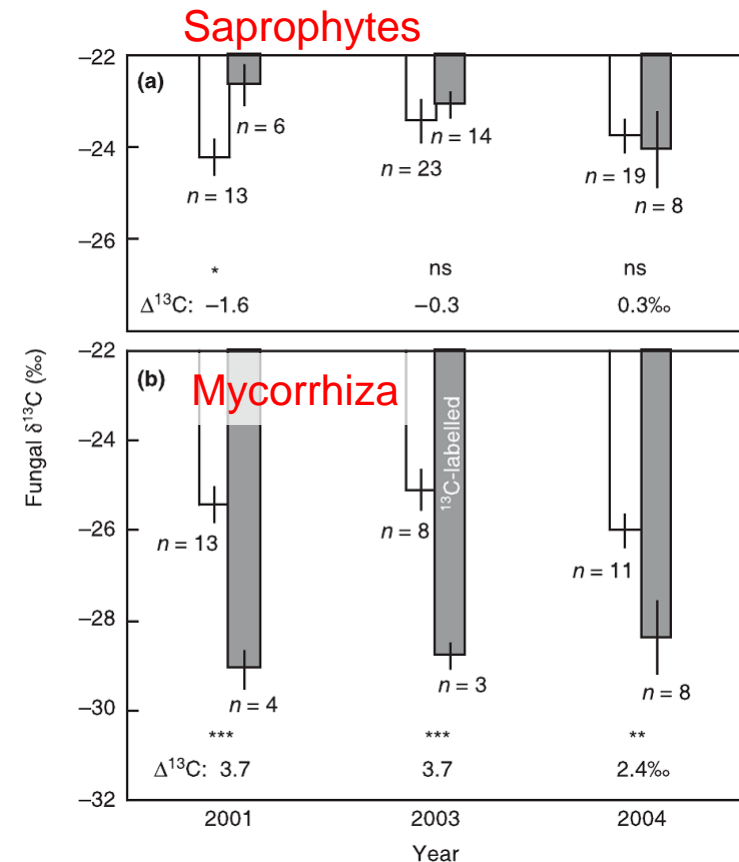 Saprophytes
–22
(a)
n = 6
n = 14
–24
n = 23
n = 19
n = 13
n = 8
–26
* ns ns
Δ¹³C: –1.6 –0.3 0.3‰
Fungal δ¹³C (‰)
–22
(b)
Mycorrhiza
¹³C-labelled
–24
–26
n = 13
n = 8
n = 11
–28
n = 4
n = 3
n = 8
–30
*** *** **
Δ¹³C: 3.7 3.7 2.4‰
–32
2001 2003 2004
Year